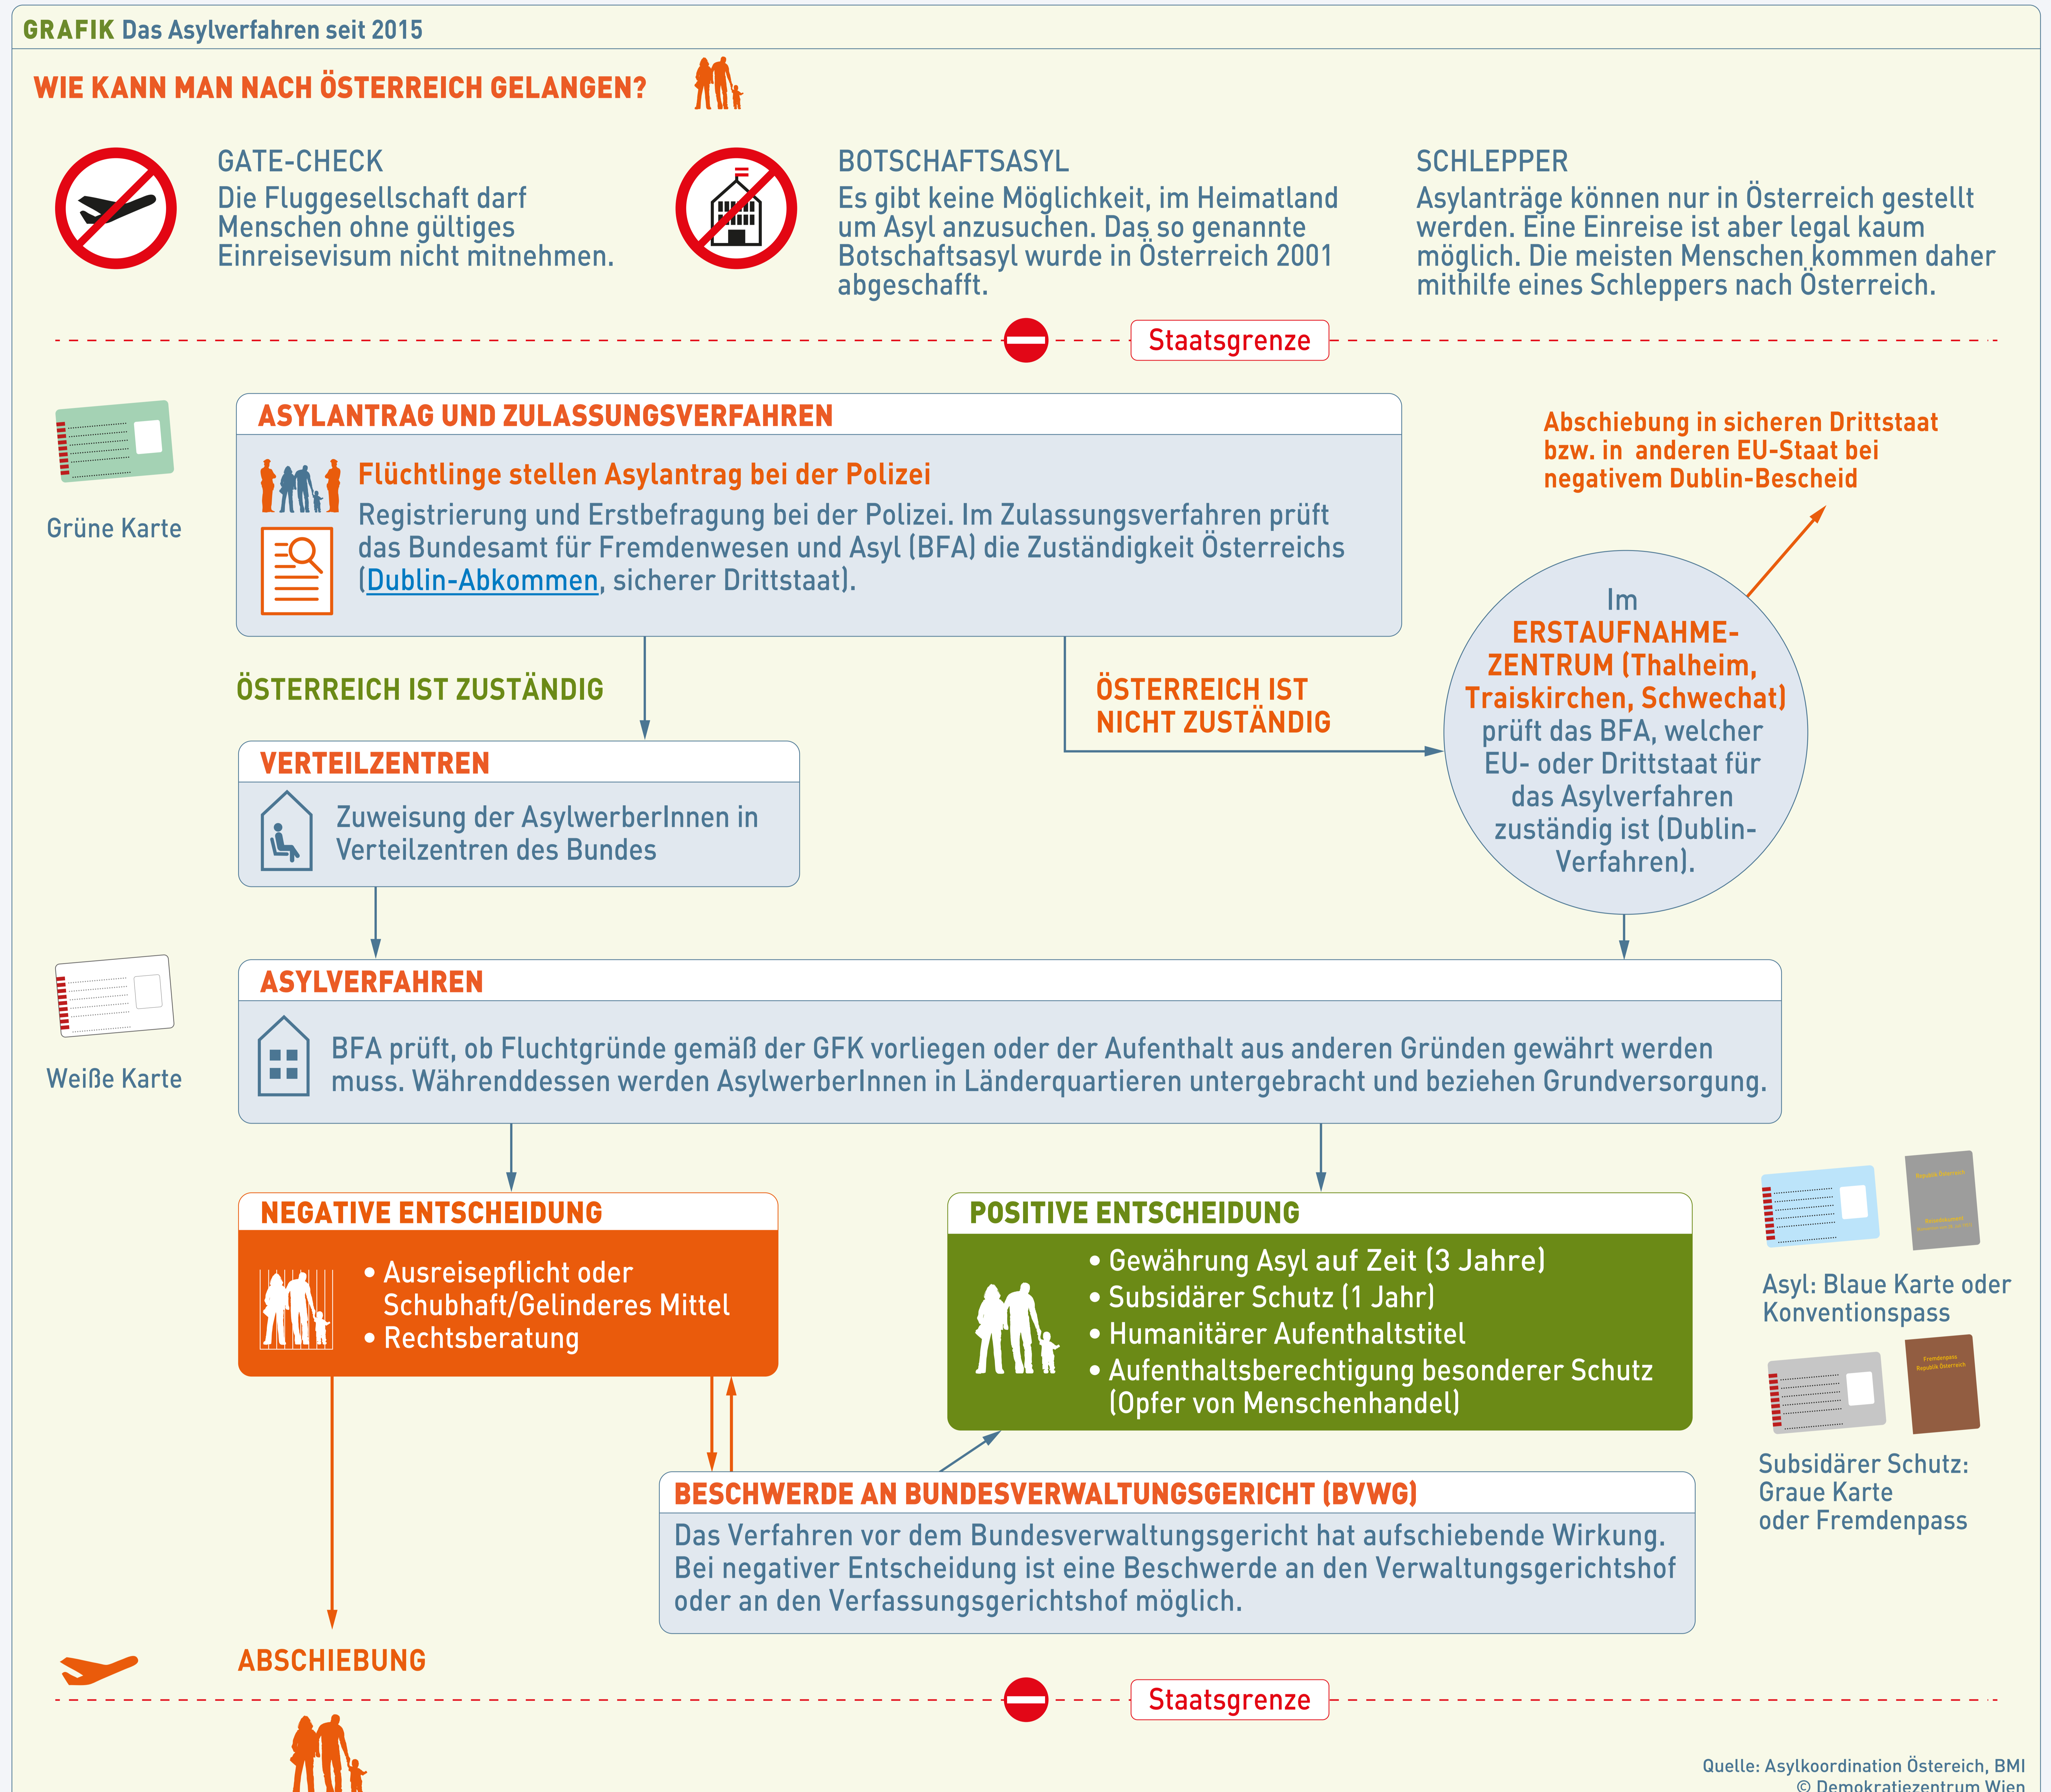 GRAFIK Das Asylverfahren seit 2015
WIE KANN MAN NACH ÖSTERREICH GELANGEN?
GATE-CHECK
Die Fluggesellschaft darf
Menschen ohne gültiges
Einreisevisum nicht mitnehmen.
BOTSCHAFTSASYL
Es gibt keine Möglichkeit, im Heimatland
um Asyl anzusuchen. Das so genannte
Botschaftsasyl wurde in Österreich 2001
abgeschafft.
SCHLEPPER
Asylanträge können nur in Österreich gestellt
werden. Eine Einreise ist aber legal kaum
möglich. Die meisten Menschen kommen daher
mithilfe eines Schleppers nach Österreich.
Staatsgrenze
Grüne Karte
ASYLANTRAG UND ZULASSUNGSVERFAHREN
Flüchtlinge stellen Asylantrag bei der Polizei
Registrierung und Erstbefragung bei der Polizei. Im Zulassungsverfahren prüft
das Bundesamt für Fremdenwesen und Asyl (BFA) die Zuständigkeit Österreichs
(Dublin-Abkommen, sicherer Drittstaat).
Abschiebung in sicheren Drittstaat
bzw. in anderen EU-Staat bei
negativem Dublin-Bescheid
ÖSTERREICH IST ZUSTÄNDIG
ÖSTERREICH IST
NICHT ZUSTÄNDIG
Im
ERSTAUFNAHME-
ZENTRUM (Thalheim,
Traiskirchen, Schwechat)
prüft das BFA, welcher
EU- oder Drittstaat für
das Asylverfahren
zuständig ist (Dublin-
Verfahren).
VERTEILZENTREN
Zuweisung der AsylwerberInnen in
Verteilzentren des Bundes
Weiße Karte
ASYLVERFAHREN
BFA prüft, ob Fluchtgründe gemäß der GFK vorliegen oder der Aufenthalt aus anderen Gründen gewährt werden
muss. Währenddessen werden AsylwerberInnen in Länderquartieren untergebracht und beziehen Grundversorgung.
NEGATIVE ENTSCHEIDUNG
• Ausreisepflicht oder
Schubhaft/Gelinderes Mittel
• Rechtsberatung
POSITIVE ENTSCHEIDUNG
• Gewährung Asyl auf Zeit (3 Jahre)
• Subsidärer Schutz (1 Jahr)
• Humanitärer Aufenthaltstitel
• Aufenthaltsberechtigung besonderer Schutz
(Opfer von Menschenhandel)
Republik Österreich
Asyl: Blaue Karte oder
Konventionspass
Fremdenpass
Republik Österreich
Subsidärer Schutz:
Graue Karte
oder Fremdenpass
BESCHWERDE AN BUNDESVERWALTUNGSGERICHT (BVWG)
Das Verfahren vor dem Bundesverwaltungsgericht hat aufschiebende Wirkung.
Bei negativer Entscheidung ist eine Beschwerde an den Verwaltungsgerichtshof
oder an den Verfassungsgerichtshof möglich.
ABSCHIEBUNG
Staatsgrenze
Quelle: Asylkoordination Östereich, BMI
© Demokratiezentrum Wien